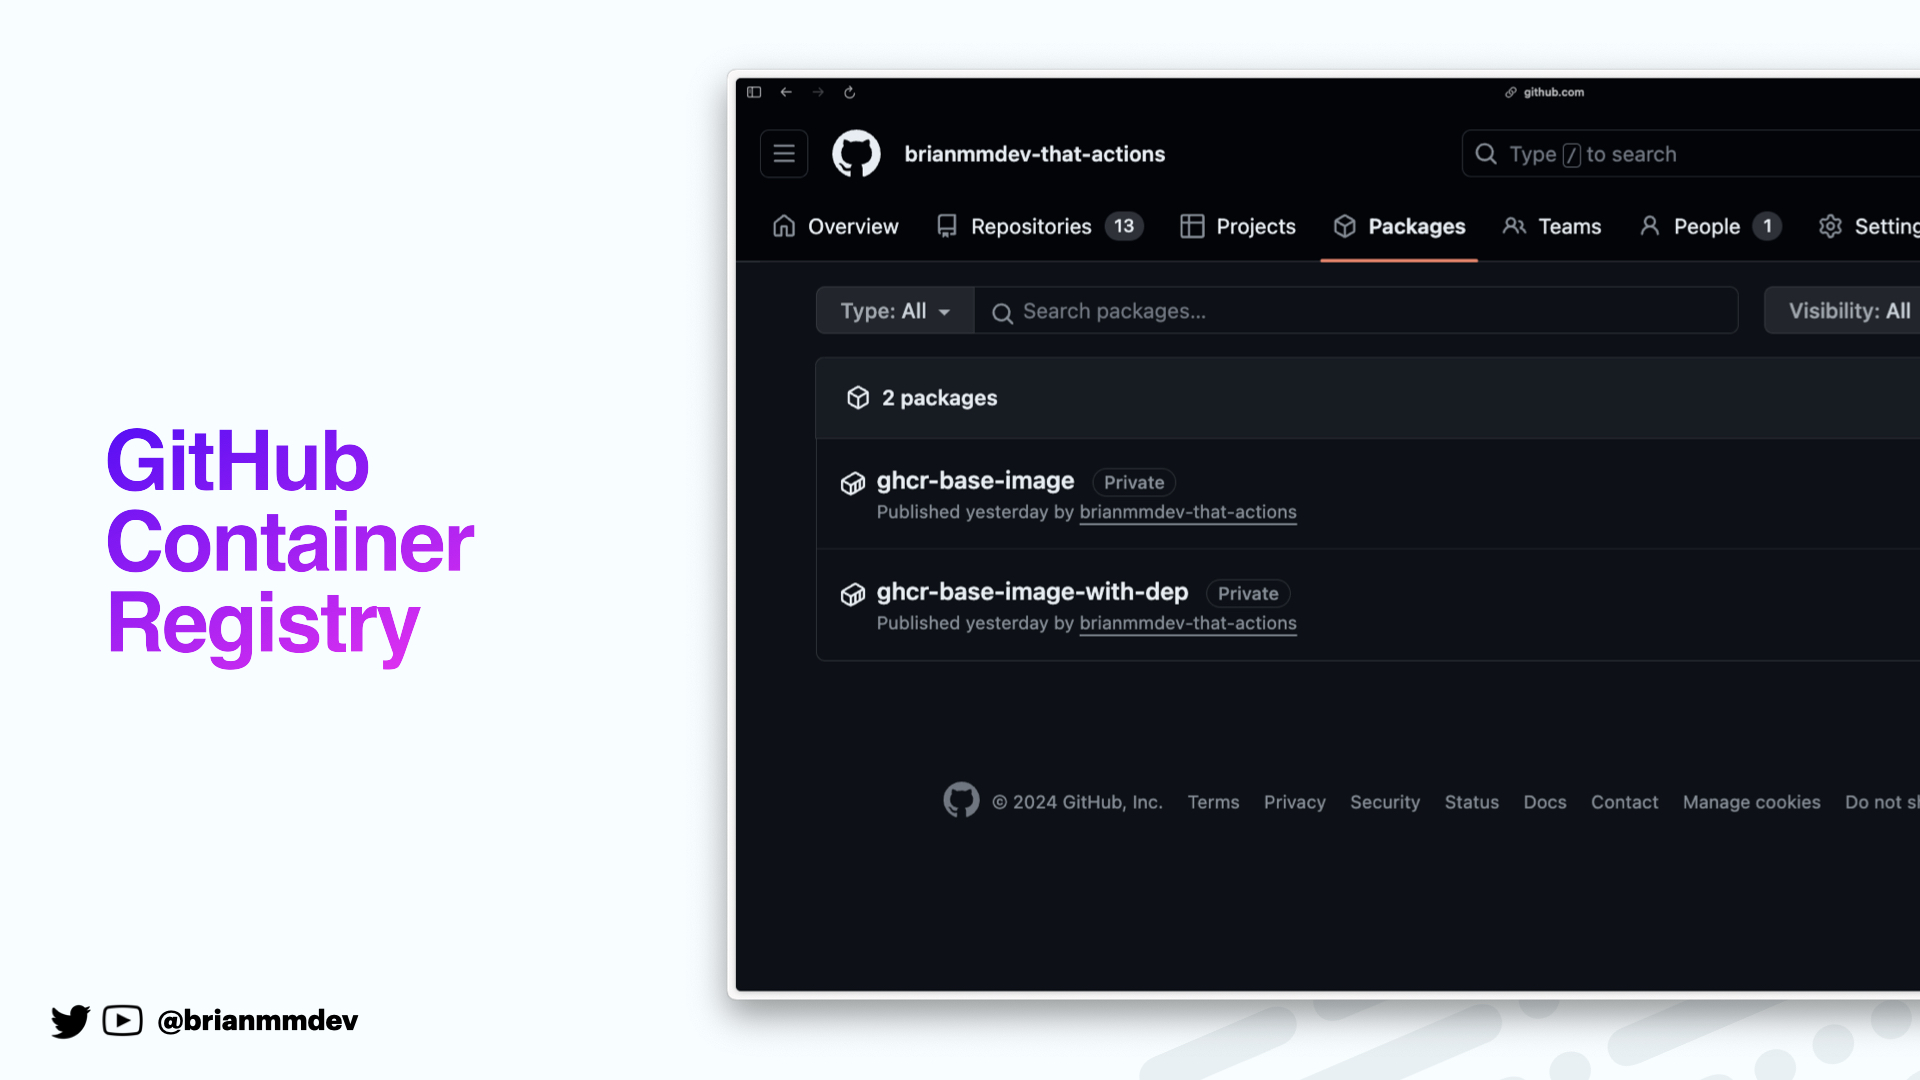 GitHub
Container
Registry
@brianmmdev
github.com
brianmmdev-that-actions
Type / to search
Overview Repositories 13 Projects Packages Teams People 1 Setting
Type: All Search packages... Visibility: All
2 packages
ghcr-base-image Private
Published yesterday by brianmmdev-that-actions
ghcr-base-image-with-dep Private
Published yesterday by brianmmdev-that-actions
© 2024 GitHub, Inc. Terms Privacy Security Status Docs Contact Manage cookies Do not sh